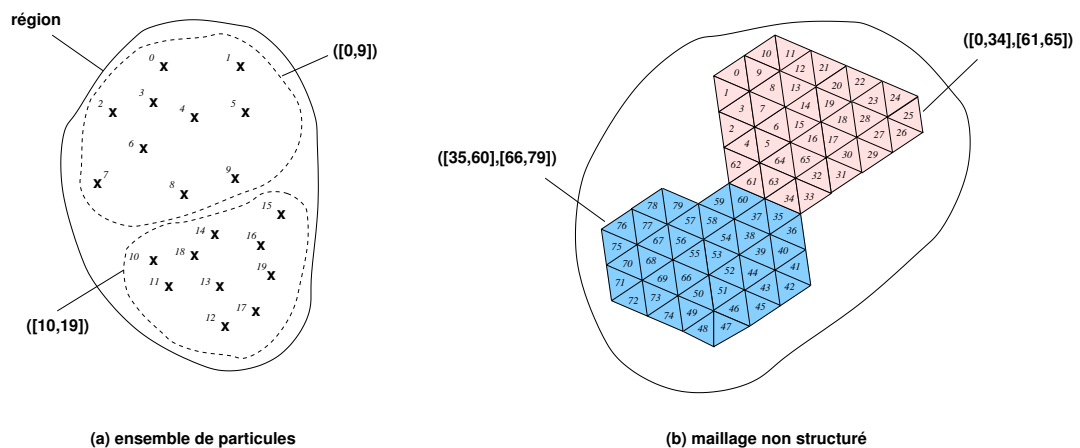 région
([0,9])
0 1
2 3 4 5
6
7 8 9
15
14 16
10 18 19
11 13
12 17
([10,19])
(a) ensemble de particules
([0,34],[61,65])
([35,60],[66,79])
10 11
0 9 12 21
1 8 13 20 22
3 7 14 19 23 24
2 6 15 18 28 25
4 5 16 17 27 26
62 64 65 30 29
61 63 32 31
34 33
78 79 59 60
76 77 57 58 37 35
75 67 56 54 38 36
70 68 55 53 39 40
71 69 66 52 44 41
72 73 50 51 43 42
74 49 46 45
48 47
(b) maillage non structuré